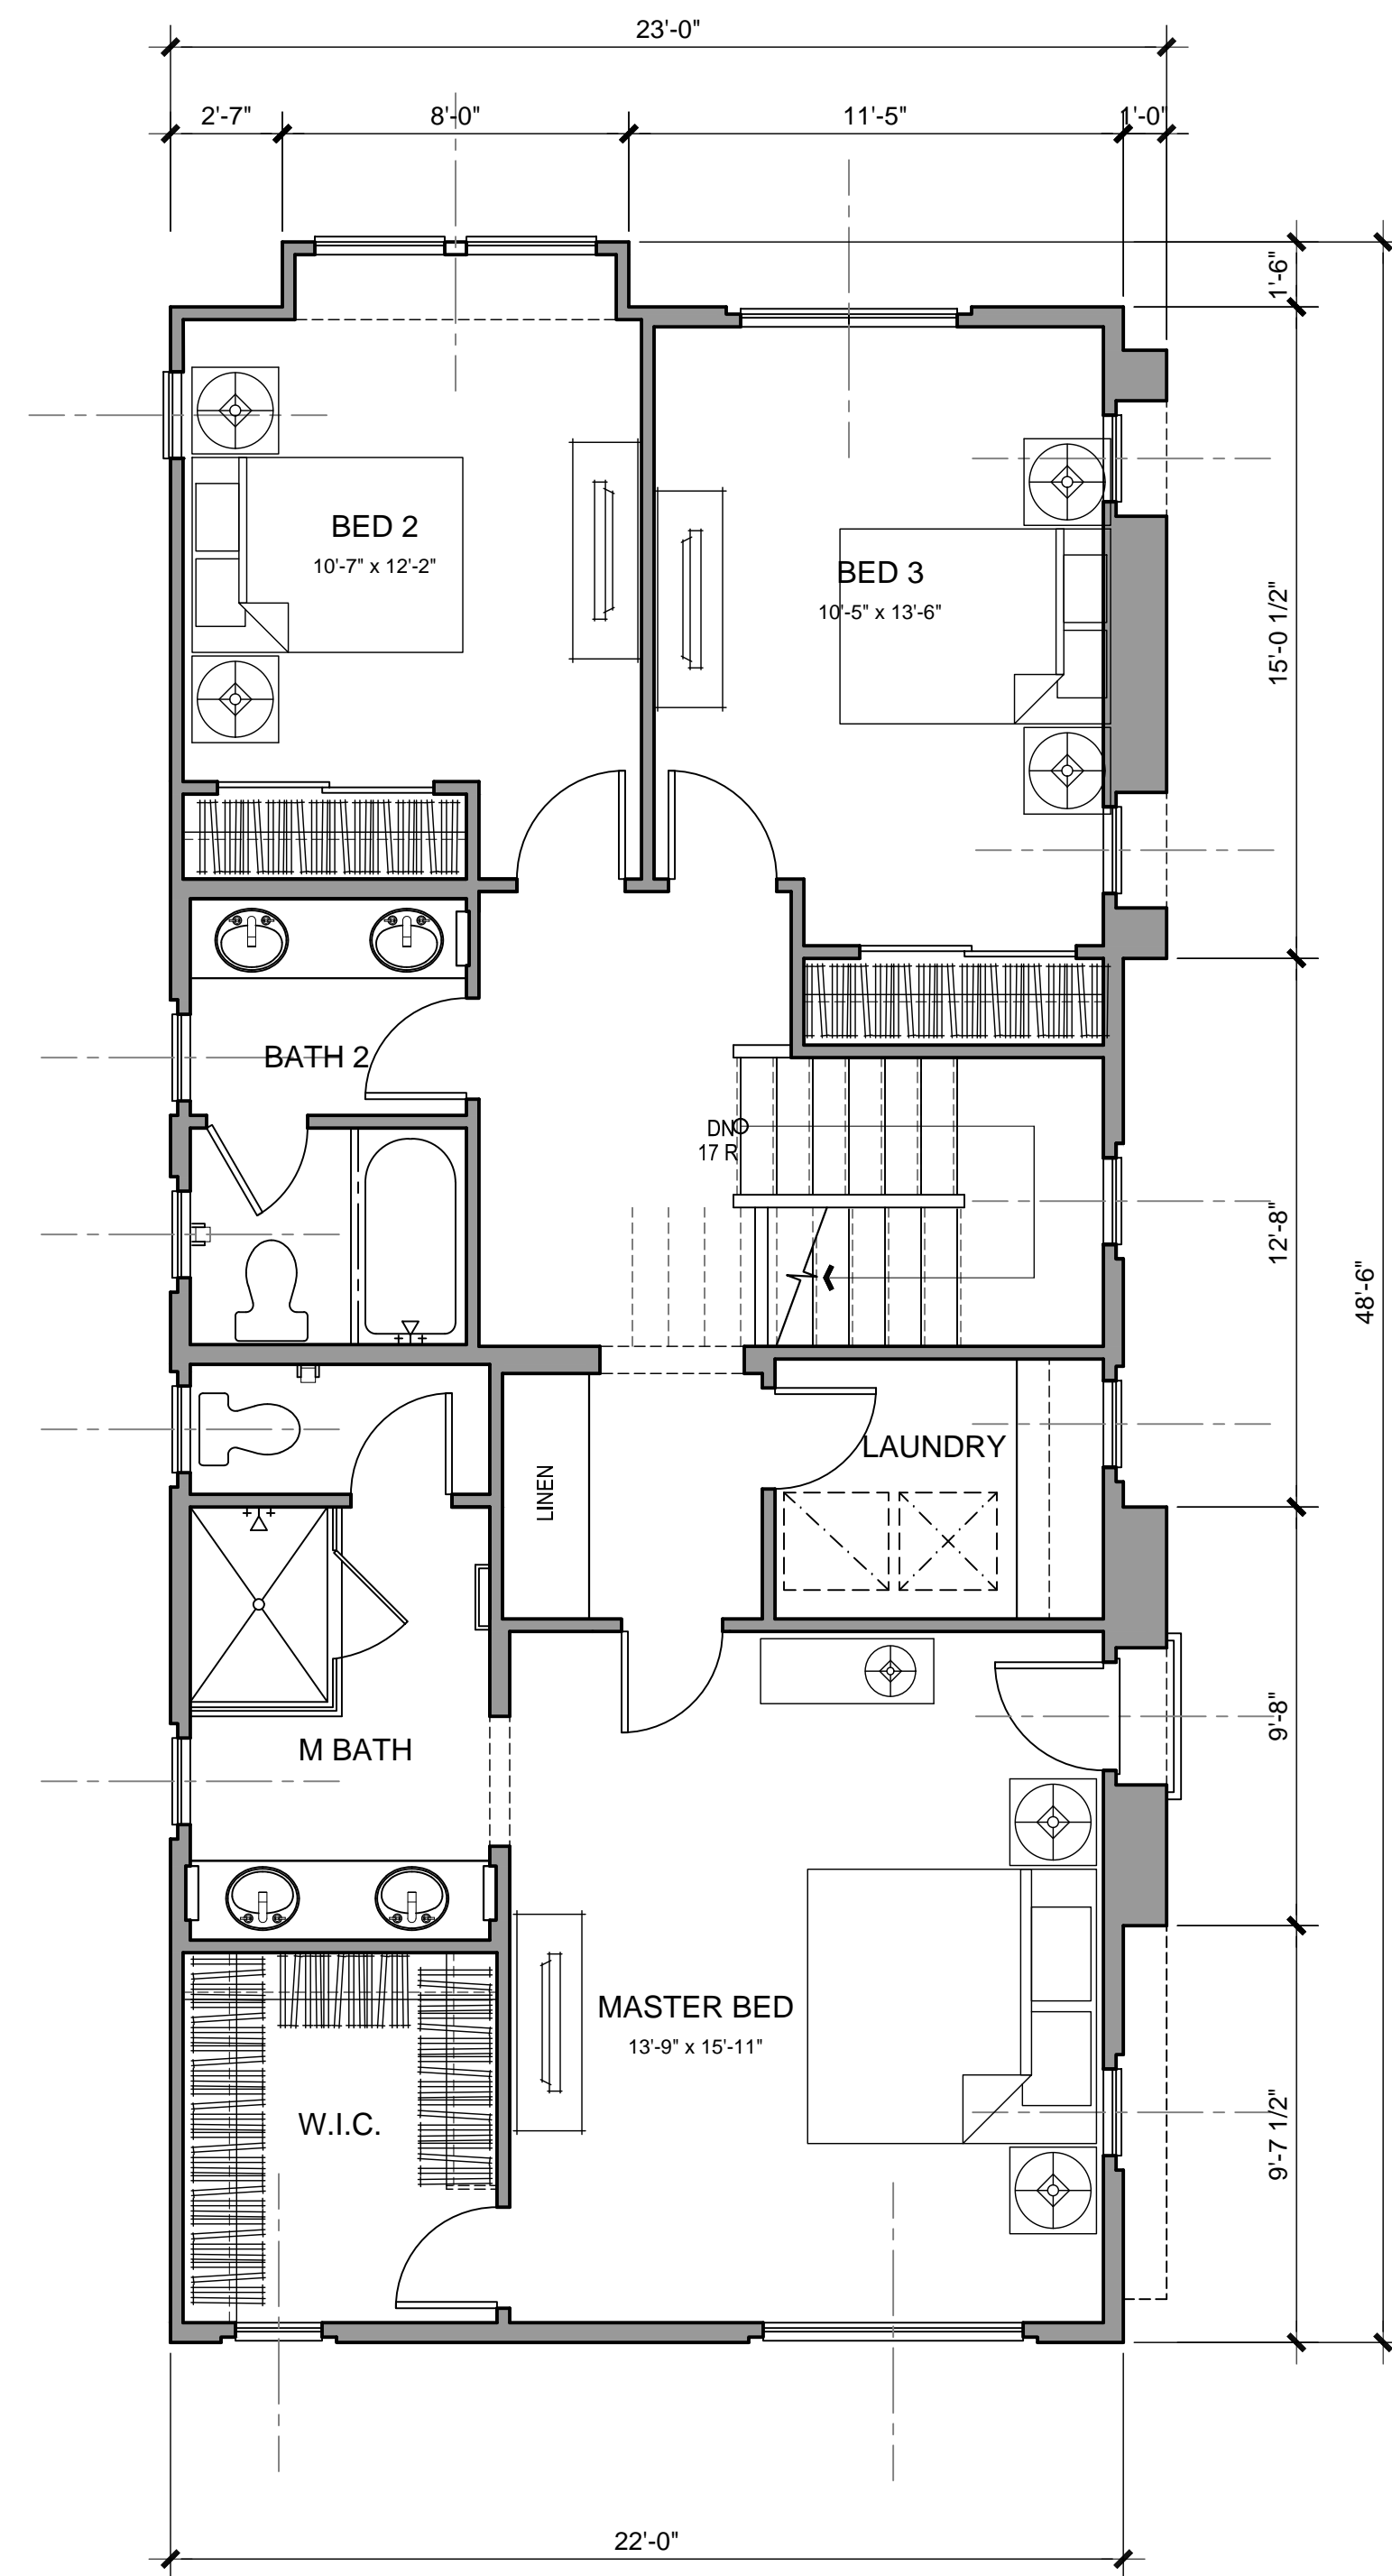 23'-0"
2'-7"
8'-0"
11'-5"
1'-0"
1'-6"
BED 2
10'-7" x 12'-2"
BED 3
10'-5" x 13'-6"
15'-0 1/2"
BATH 2
DN
17 R
12'-8"
48'-6"
LAUNDRY
LINEN
9'-8"
M BATH
MASTER BED
13'-9" x 15'-11"
W.I.C.
9'-7 1/2"
22'-0"